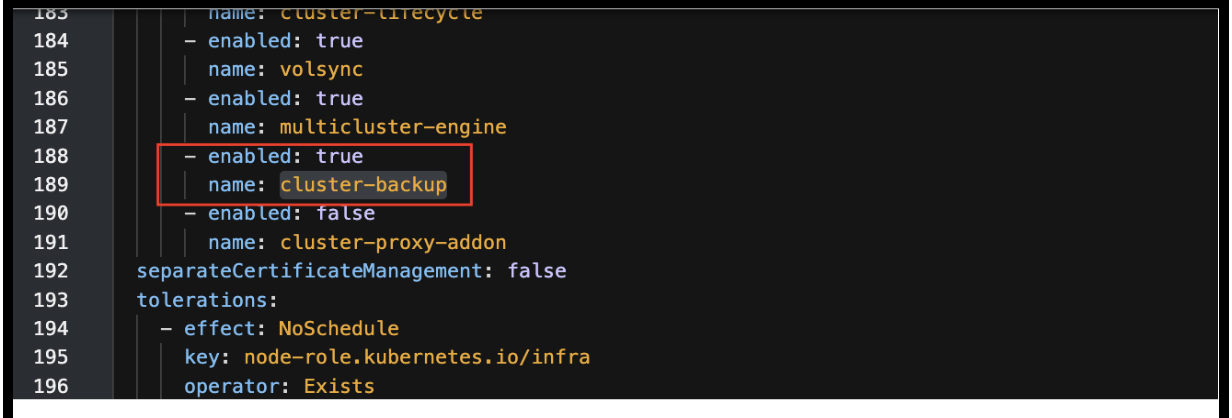 183 name: cluster-lifecycle
184 - enabled: true
185 name: volsync
186 - enabled: true
187 name: multicluster-engine
188 - enabled: true
189 name: cluster-backup
190 - enabled: false
191 name: cluster-proxy-addon
192 separateCertificateManagement: false
193 tolerations:
194 - effect: NoSchedule
195 key: node-role.kubernetes.io/infra
196 operator: Exists